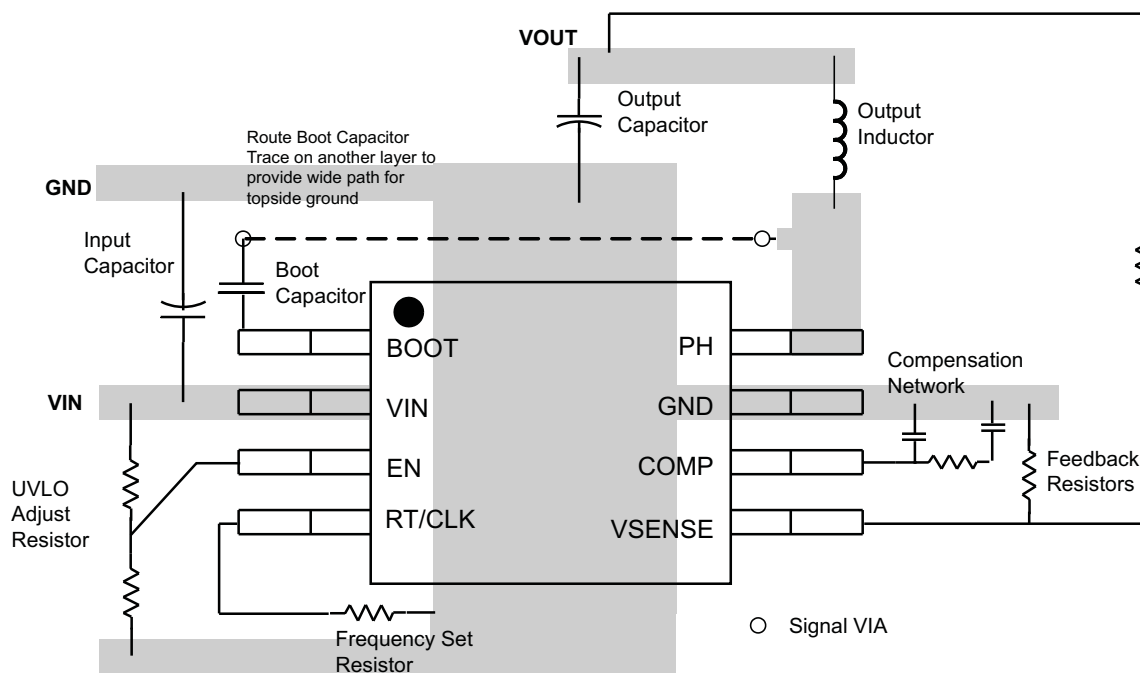 VOUT
Output
Capacitor
Output
Inductor
Route Boot Capacitor
Trace on another layer to
provide wide path for
topside ground
GND
Input
Capacitor
Boot
Capacitor
BOOT
PH
Compensation
Network
VIN
VIN
GND
EN
COMP
Feedback
Resistors
UVLO
Adjust
Resistor
RT/CLK
VSENSE
Frequency Set
Resistor
Signal VIA